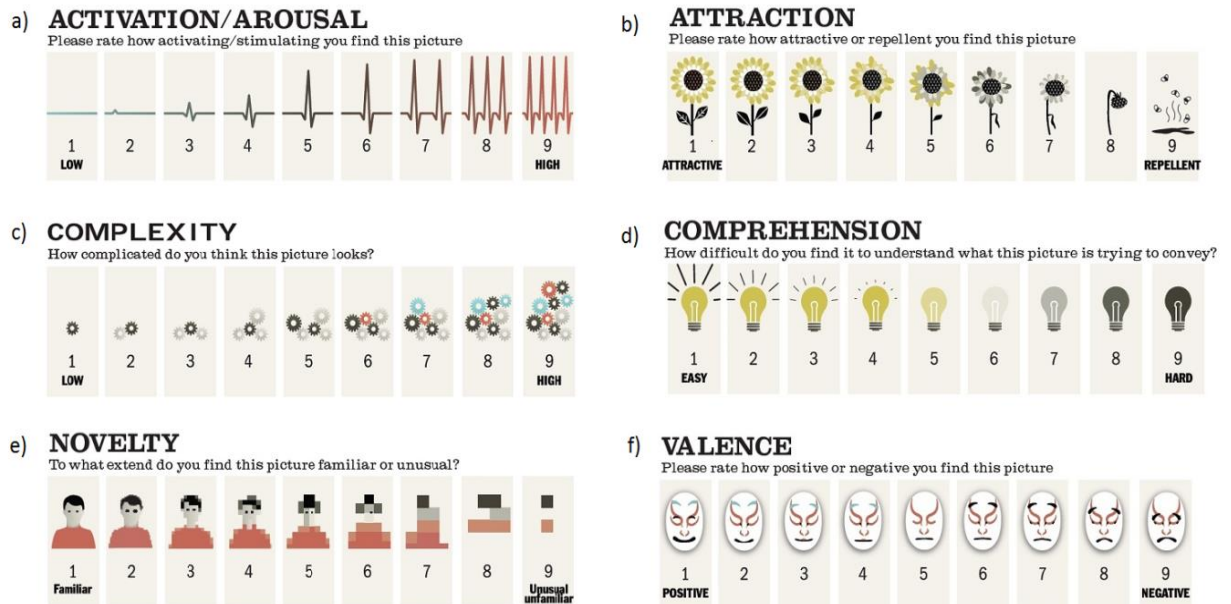 a) ACTIVATION/AROUSAL
Please rate how activating/stimulating you find this picture
1 2 3 4 5 6 7 8 9
LOW HIGH
b) ATTRACTION
Please rate how attractive or repellent you find this picture
1 2 3 4 5 6 7 8 9
ATTRACTIVE REPELLENT
c) COMPLEXITY
How complicated do you think this picture looks?
1 2 3 4 5 6 7 8 9
LOW HIGH
d) COMPREHENSION
How difficult do you find it to understand what this picture is trying to convey?
1 2 3 4 5 6 7 8 9
EASY HARD
e) NOVELTY
To what extend do you find this picture familiar or unusual?
1 2 3 4 5 6 7 8 9
Familiar Unusual
unfamiliar
f) VALENCE
Please rate how positive or negative you find this picture
1 2 3 4 5 6 7 8 9
POSITIVE NEGATIVE